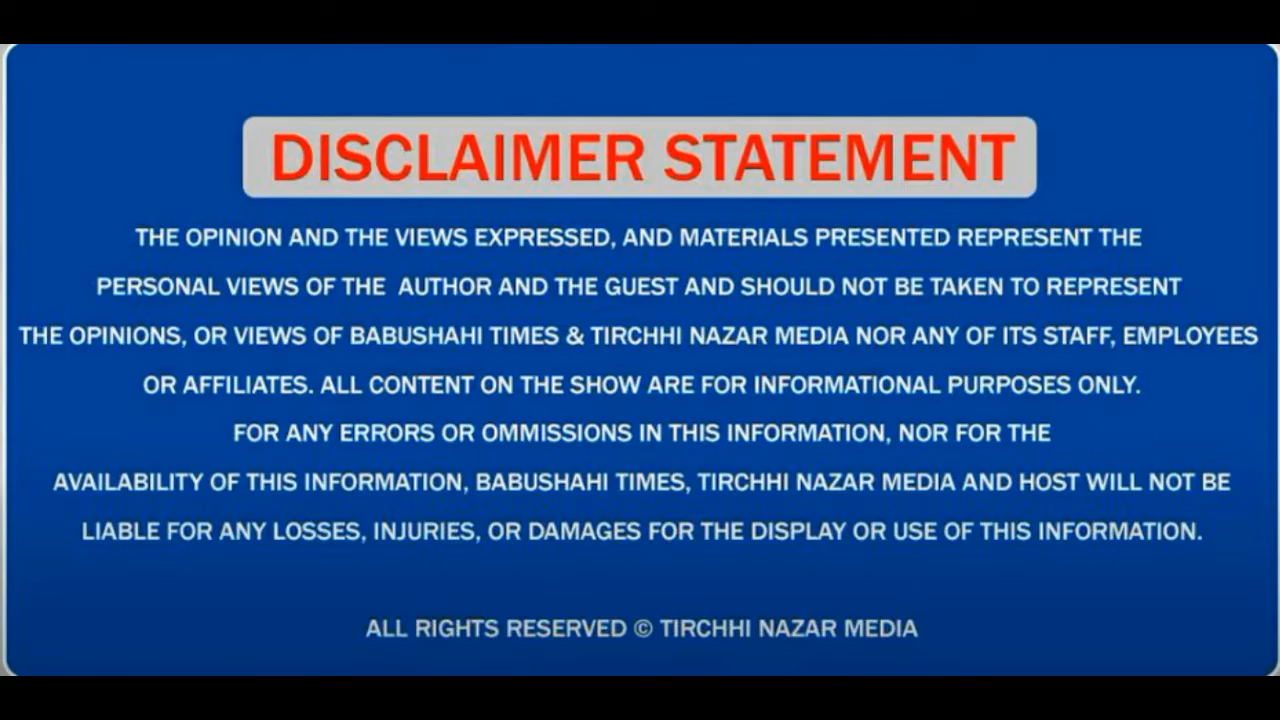 DISCLAIMER STATEMENT
THE OPINION AND THE VIEWS EXPRESSED, AND MATERIALS PRESENTED REPRESENT THE
PERSONAL VIEWS OF THE AUTHOR AND THE GUEST AND SHOULD NOT BE TAKEN TO REPRESENT
THE OPINIONS, OR VIEWS OF BABUSHAHI TIMES & TIRCHHI NAZAR MEDIA NOR ANY OF ITS STAFF, EMPLOYEES
OR AFFILIATES. ALL CONTENT ON THE SHOW ARE FOR INFORMATIONAL PURPOSES ONLY.
FOR ANY ERRORS OR OMMISSIONS IN THIS INFORMATION, NOR FOR THE
AVAILABILITY OF THIS INFORMATION, BABUSHAHI TIMES, TIRCHHI NAZAR MEDIA AND HOST WILL NOT BE
LIABLE FOR ANY LOSSES, INJURIES, OR DAMAGES FOR THE DISPLAY OR USE OF THIS INFORMATION.
ALL RIGHTS RESERVED © TIRCHHI NAZAR MEDIA